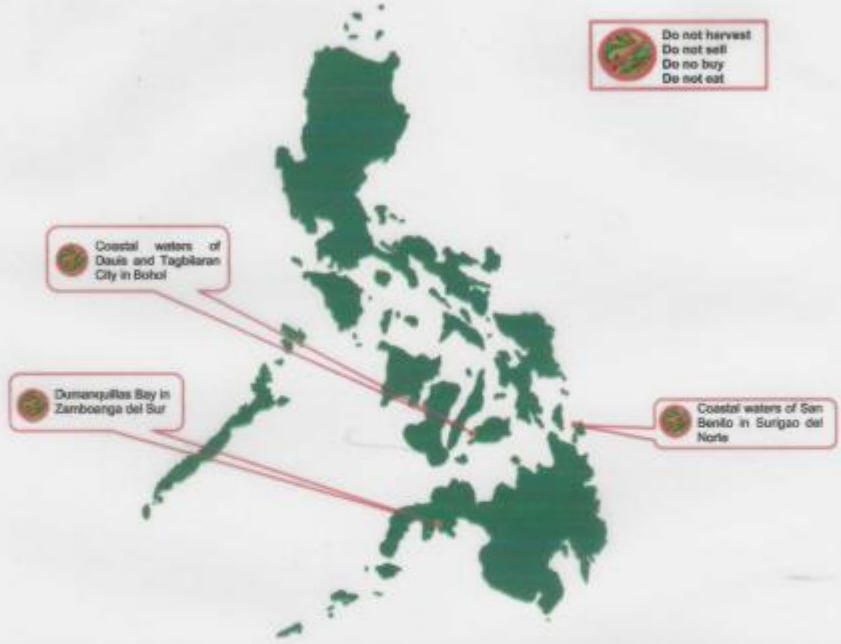 Do not harvest
Do not sell
Do no buy
Do not eat
Coastal waters of
Dauis and Tagbilaran
City in Bohol
Dumanquillas Bay in
Zamboanga del Sur
Coastal waters of San
Benito in Surigao del
Norte